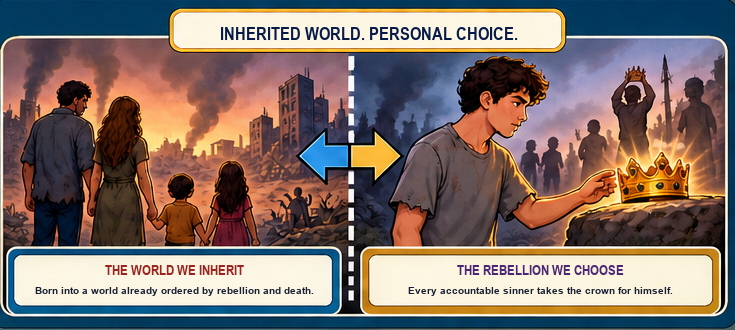 INHERITED WORLD. PERSONAL CHOICE.
THE WORLD WE INHERIT
Born into a world already ordered by rebellion and death.
THE REBELLION WE CHOOSE
Every accountable sinner takes the crown for himself.